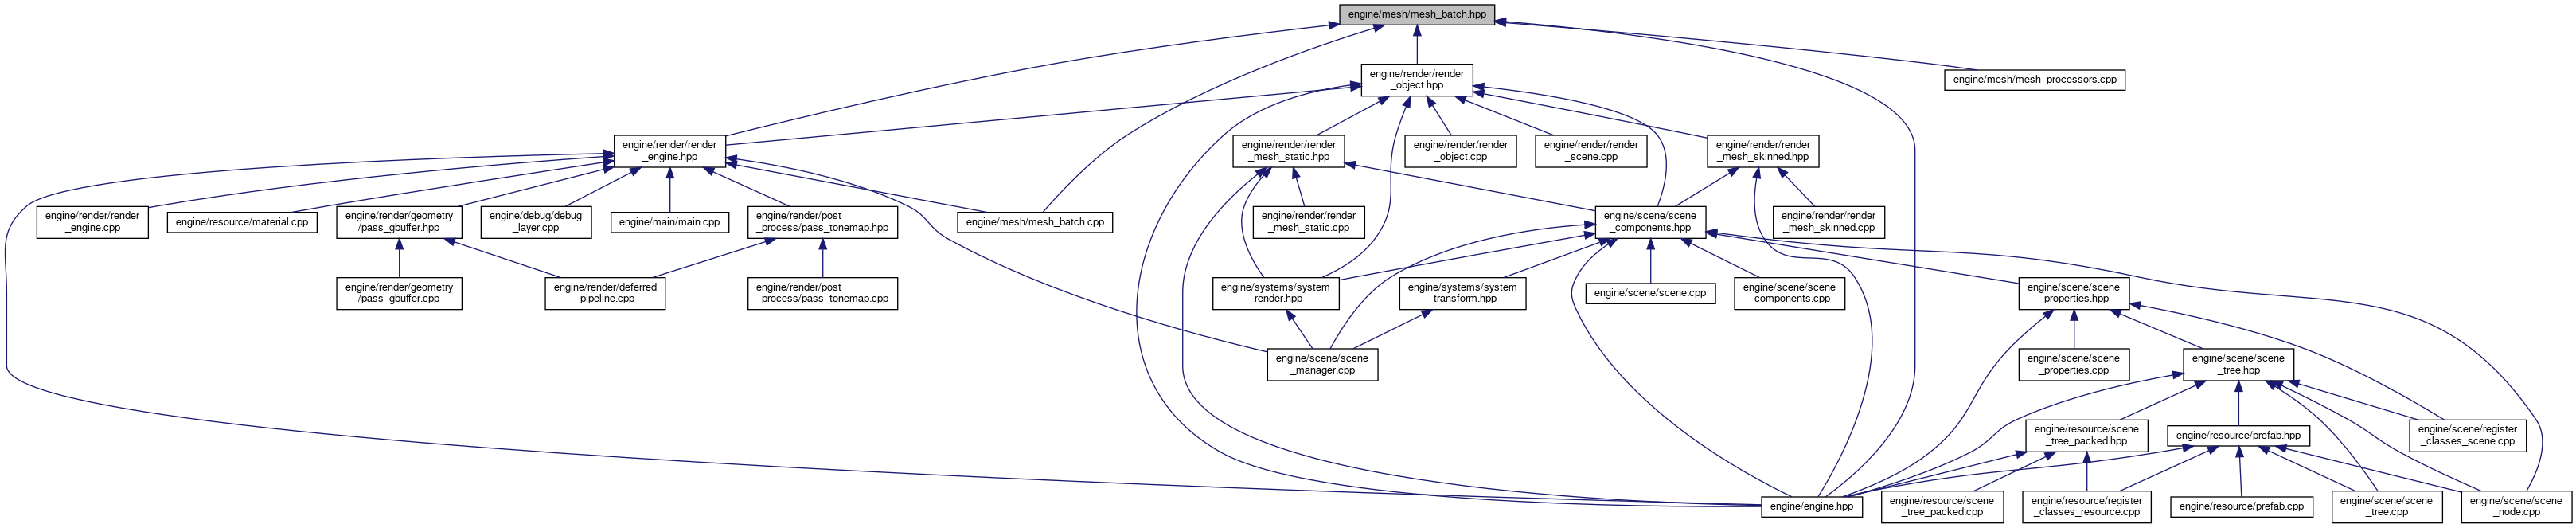 engine/mesh/mesh_batch.hpp
engine/render/render
_object.hpp
engine/mesh/mesh_processors.cpp
engine/render/render
_engine.hpp
engine/render/render
_mesh_static.hpp
engine/render/render
_object.cpp
engine/render/render
_scene.cpp
engine/render/render
_mesh_skinned.hpp
engine/render/render
_engine.cpp
engine/resource/material.cpp
engine/render/geometry
/pass_gbuffer.hpp
engine/debug/debug
_layer.cpp
engine/main/main.cpp
engine/render/post
_process/pass_tonemap.hpp
engine/mesh/mesh_batch.cpp
engine/render/render
_mesh_static.cpp
engine/scene/scene
_components.hpp
engine/render/render
_mesh_skinned.cpp
engine/render/geometry
/pass_gbuffer.cpp
engine/render/deferred
_pipeline.cpp
engine/render/post
_process/pass_tonemap.cpp
engine/systems/system
_render.hpp
engine/systems/system
_transform.hpp
engine/scene/scene.cpp
engine/scene/scene
_components.cpp
engine/scene/scene
_properties.hpp
engine/scene/scene
_manager.cpp
engine/scene/scene
_properties.cpp
engine/scene/scene
_tree.hpp
engine/resource/scene
_tree_packed.hpp
engine/resource/prefab.hpp
engine/scene/register
_classes_scene.cpp
engine/engine.hpp
engine/resource/scene
_tree_packed.cpp
engine/resource/register
_classes_resource.cpp
engine/resource/prefab.cpp
engine/scene/scene
_tree.cpp
engine/scene/scene
_node.cpp